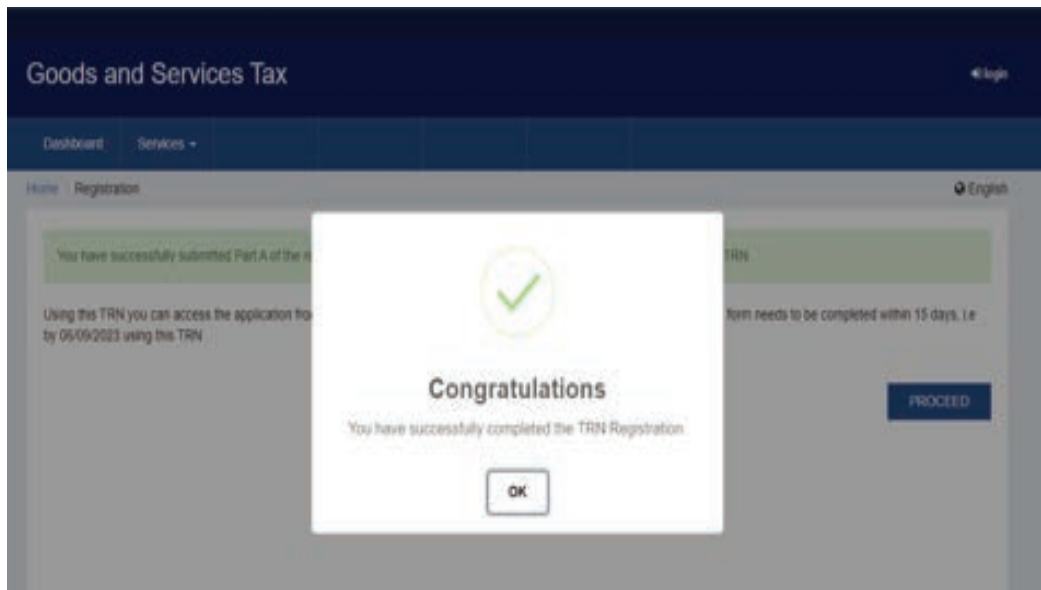 Goods and Services Tax
login
Dashboard Services
Home Registration
English
You have successfully submitted Part A of the
TRN
Using this TRN you can access the application
form needs to be completed within 15 days, i.e
by 06/09/2023 using this TRN
PROCEED
Congratulations
You have successfully completed the TRN Registration
OK